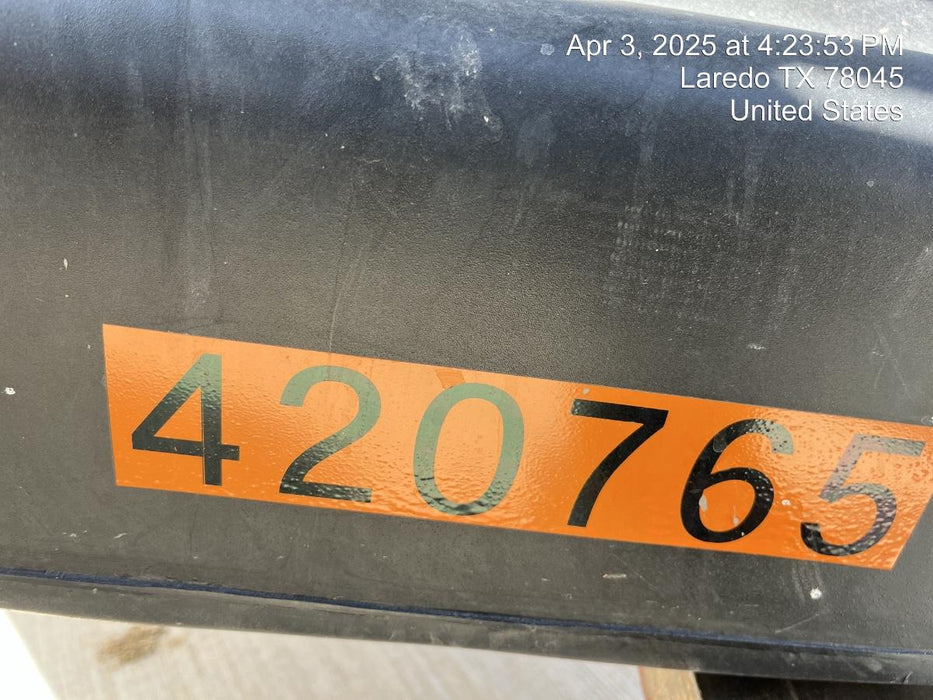 Apr 3, 2025 at 4:23:53 PM
Laredo TX 78045
United States
420765